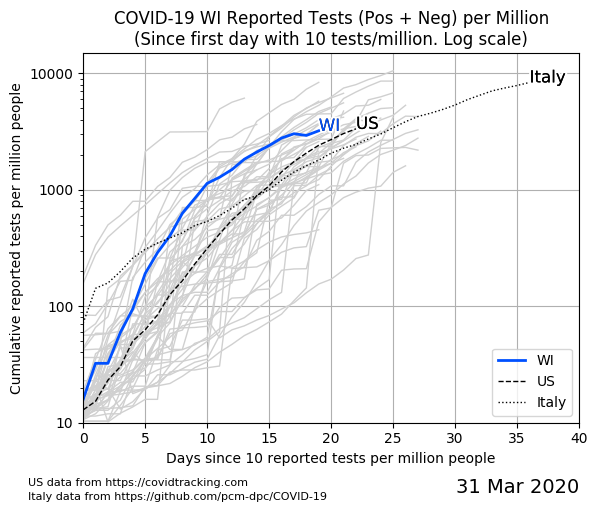 COVID-19 WI Reported Tests (Pos + Neg) per Million
(Since first day with 10 tests/million. Log scale)
Cumulative reported tests per million people
10000
1000
100
10
Italy
WI
US
WI
US
Italy
0
5
10
15
20
25
30
35
40
Days since 10 reported tests per million people
US data from https://covidtracking.com
Italy data from https://github.com/pcm-dpc/COVID-19
31 Mar 2020